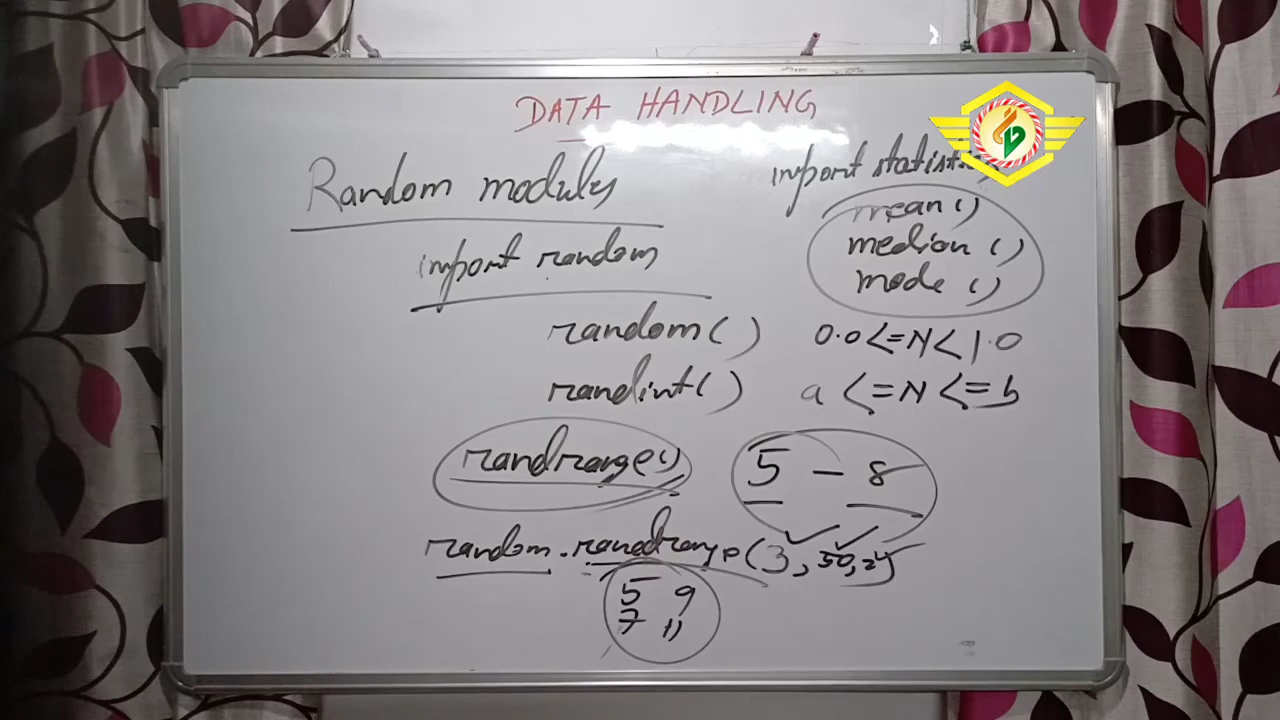 DATA HANDLING
Random modules
import random
import statistics
mean()
median ()
mode ()
random() 0.0<=N<1.0
randint() a <=N<=b
randrange() 5 - 8
random.randrange(3,50,2)
5 9
7 11